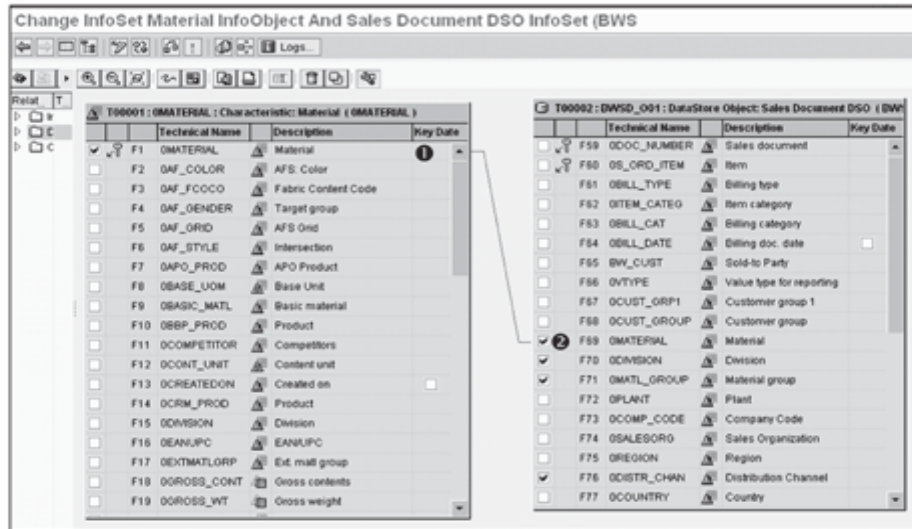 Change InfoSet Material InfoObject And Sales Document DSO InfoSet (BWS
Logs...
Relat T
T00001 : 0MATERIAL : Characteristic: Material ( 0MATERIAL )
Technical Name Description Key Date
F1 0MATERIAL Material 1
F2 0AF_COLOR AFS: Color
F3 0AF_FCOCO Fabric Content Code
F4 0AF_GENDER Target group
F5 0AF_GRID AFS Grid
F6 0AF_STYLE Intersection
F7 0APO_PROD APO Product
F8 0BASE_UOM Base Unit
F9 0BASIC_MATL Basic material
F10 0BBP_PROD Product
F11 0COMPETITOR Competitors
F12 0CONT_UNIT Content unit
F13 0CREATEDON Created on
F14 0CRM_PROD Product
F15 0DIVISION Division
F16 0EANUPC EAN/UPC
F17 0EXTMATLGRP Ext. matl group
F18 0GROSS_CONT Gross contents
F19 0GROSS_WT Gross weight
T00002 : BWSD_O01 : DataStore Object: Sales Document DSO ( BWS
Technical Name Description Key Date
F59 0DOC_NUMBER Sales document
F60 0S_ORD_ITEM Item
F61 0BILL_TYPE Billing type
F62 0ITEM_CATEG Item category
F63 0BILL_CAT Billing category
F64 0BILL_DATE Billing doc. date
F65 BW_CUST Sold-to Party
F66 0VTYPE Value type for reporting
F67 0CUST_GRP1 Customer group 1
F68 0CUST_GROUP Customer group
2 F69 0MATERIAL Material
F70 0DIVISION Division
F71 0MATL_GROUP Material group
F72 0PLANT Plant
F73 0COMP_CODE Company Code
F74 0SALESORG Sales Organization
F75 0REGION Region
F76 0DISTR_CHAN Distribution Channel
F77 0COUNTRY Country